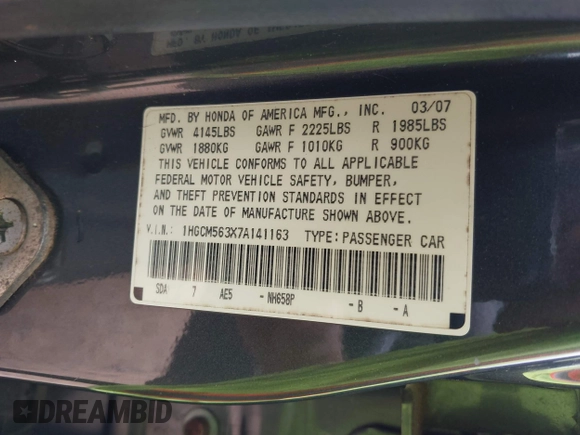 MFD. BY HONDA OF AMERICA MFG., INC. 03/07
GVWR 4145LBS GAWR F 2225LBS R 1985LBS
GVWR 1880KG GAWR F 1010KG R 900KG
THIS VEHICLE CONFORMS TO ALL APPLICABLE
FEDERAL MOTOR VEHICLE SAFETY, BUMPER,
AND THEFT PREVENTION STANDARDS IN EFFECT
ON THE DATE OF MANUFACTURE SHOWN ABOVE.
V.I.N.: 1HGCM563X7A141163 TYPE:PASSENGER CAR
SDA 7 AE5 -NH658P -B -A
DREAMBID